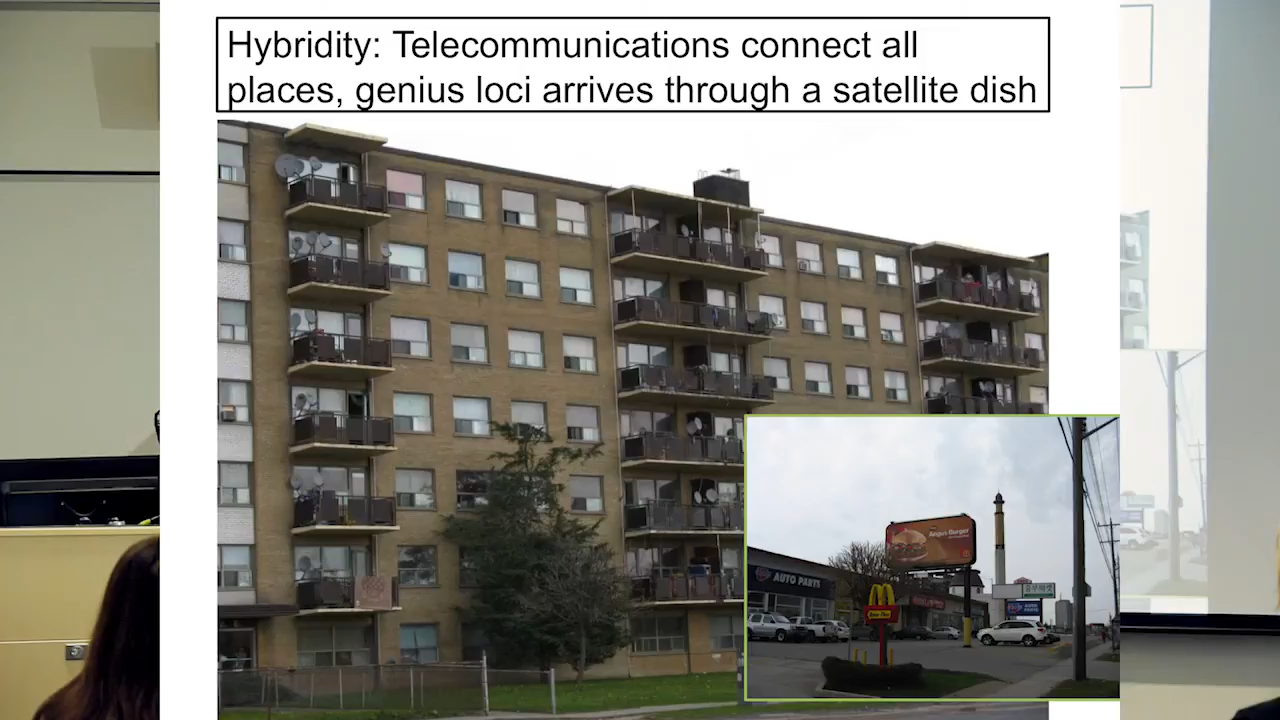 Hybridity: Telecommunications connect all
places, genius loci arrives through a satellite dish
Angus Burger
AUTO PARTS